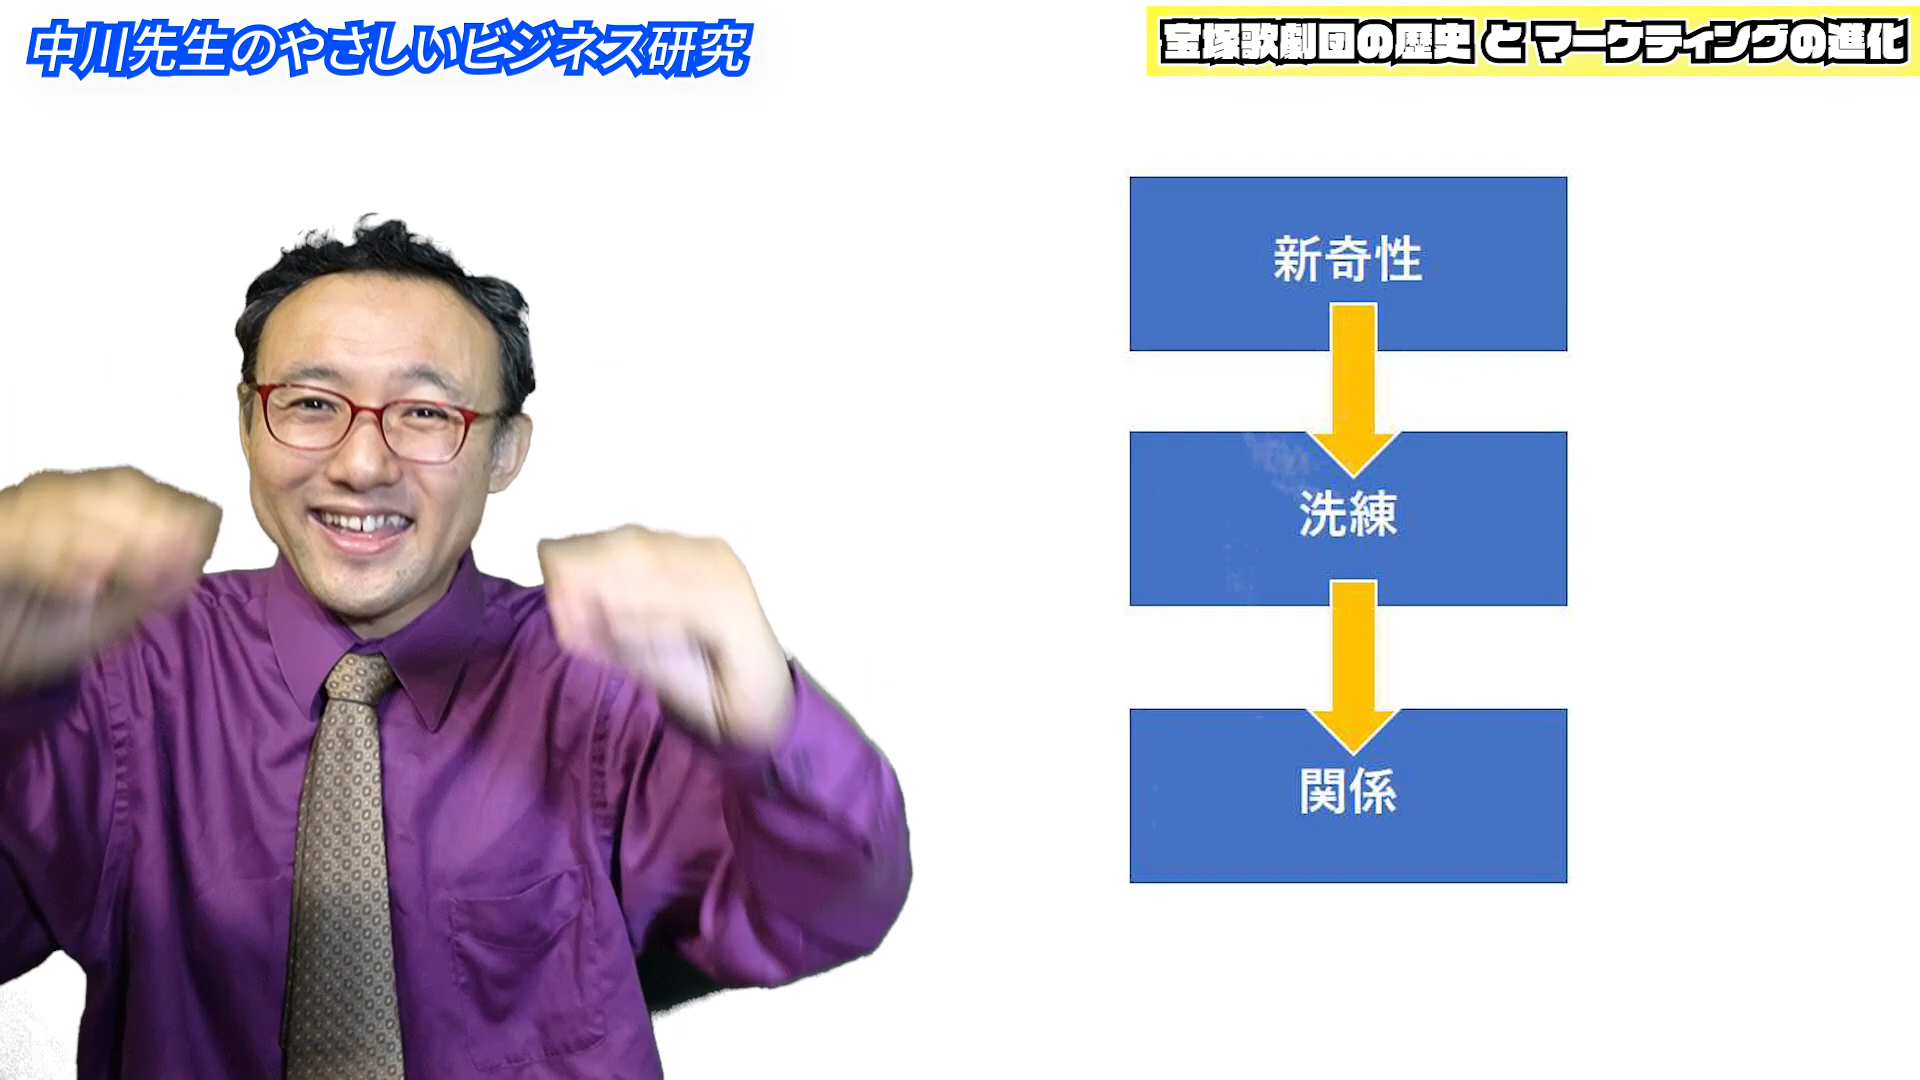 中川先生のやさしいビジネス研究
宝塚歌劇団の歴史 と マーケティングの進化
新奇性
洗練
関係